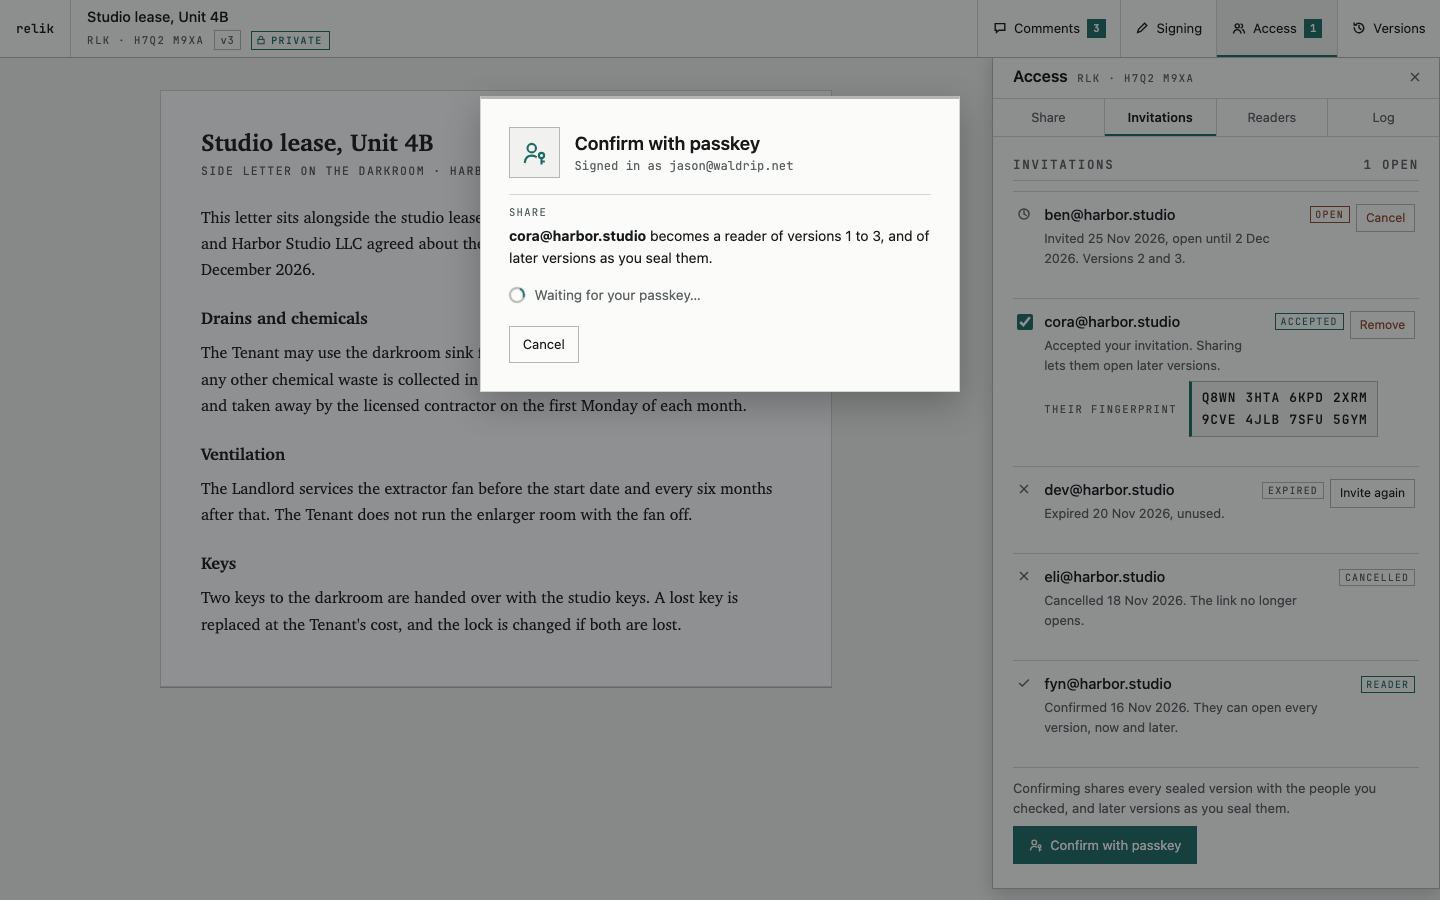 relik
Studio lease, Unit 4B
RLK · H7Q2 M9XA v3 PRIVATE
Comments 3
Signing
Access 1
Versions
Studio lease, Unit 4B
SIDE LETTER ON THE DARKROOM · HARB
This letter sits alongside the studio lease
and Harbor Studio LLC agreed about the
December 2026.
Drains and chemicals
The Tenant may use the darkroom sink f
any other chemical waste is collected in
and taken away by the licensed contractor on the first Monday of each month.
Ventilation
The Landlord services the extractor fan before the start date and every six months
after that. The Tenant does not run the enlarger room with the fan off.
Keys
Two keys to the darkroom are handed over with the studio keys. A lost key is
replaced at the Tenant's cost, and the lock is changed if both are lost.
Confirm with passkey
Signed in as jason@waldrip.net
SHARE
cora@harbor.studio becomes a reader of versions 1 to 3, and of
later versions as you seal them.
Waiting for your passkey…
Cancel
Access RLK · H7Q2 M9XA
Share
Invitations
Readers
Log
INVITATIONS 1 OPEN
ben@harbor.studio OPEN Cancel
Invited 25 Nov 2026, open until 2 Dec
2026. Versions 2 and 3.
cora@harbor.studio ACCEPTED Remove
Accepted your invitation. Sharing
lets them open later versions.
THEIR FINGERPRINT
Q8WN 3HTA 6KPD 2XRM
9CVE 4JLB 7SFU 5GYM
dev@harbor.studio EXPIRED Invite again
Expired 20 Nov 2026, unused.
eli@harbor.studio CANCELLED
Cancelled 18 Nov 2026. The link no longer
opens.
fyn@harbor.studio READER
Confirmed 16 Nov 2026. They can open every
version, now and later.
Confirming shares every sealed version with the people you
checked, and later versions as you seal them.
Confirm with passkey